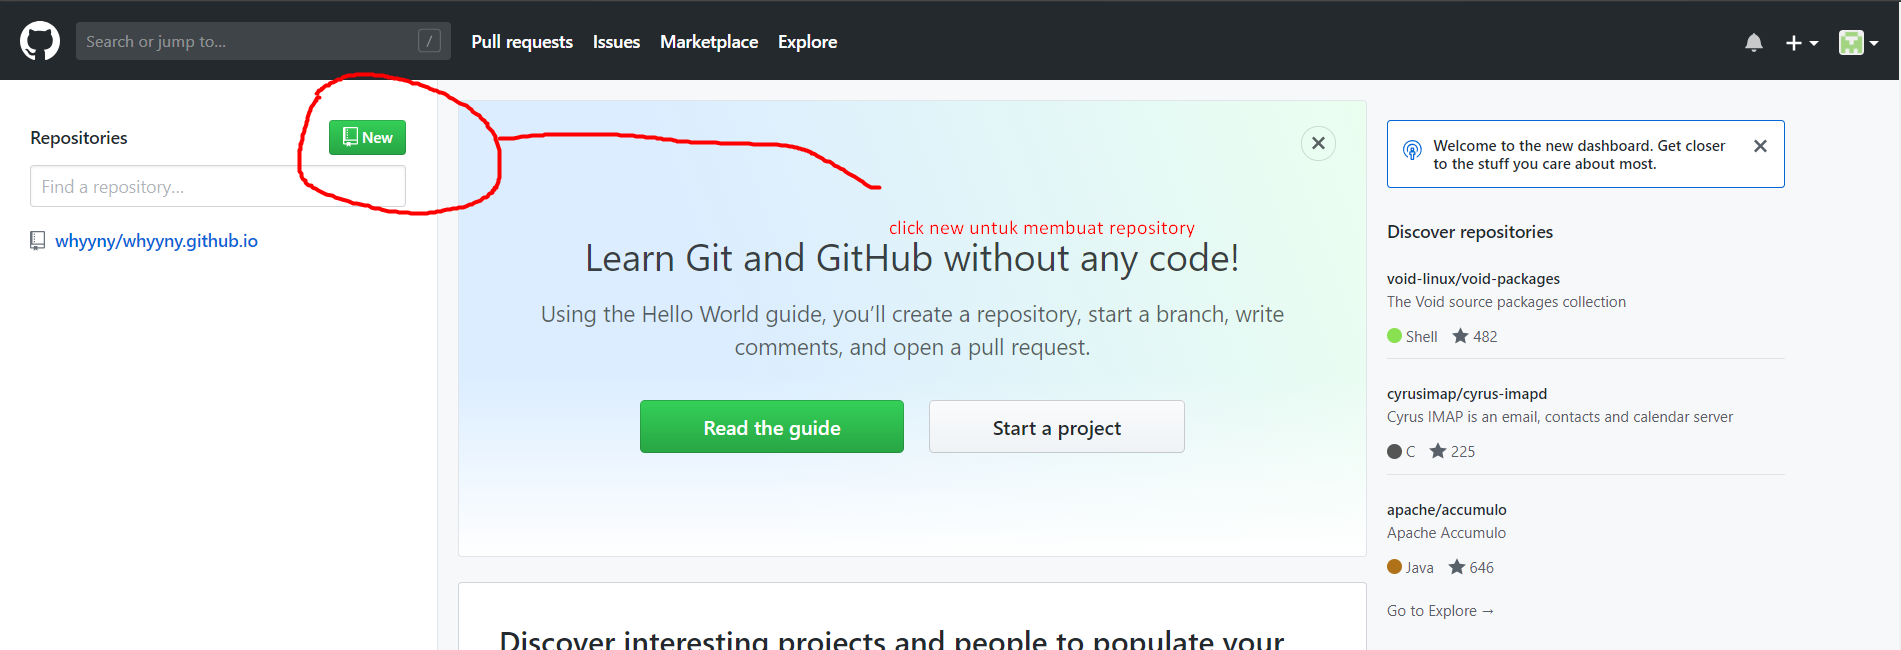 Search or jump to...
/
Pull requests
Issues
Marketplace
Explore
Repositories
New
Find a repository...
whyyny/whyyny.github.io
click new untuk membuat repository
Learn Git and GitHub without any code!
Using the Hello World guide, you’ll create a repository, start a branch, write
comments, and open a pull request.
Read the guide
Start a project
Discover interesting projects and people to populate your
Welcome to the new dashboard. Get closer
to the stuff you care about most.
Discover repositories
void-linux/void-packages
The Void source packages collection
Shell 482
cyrusimap/cyrus-imapd
Cyrus IMAP is an email, contacts and calendar server
C 225
apache/accumulo
Apache Accumulo
Java 646
Go to Explore →